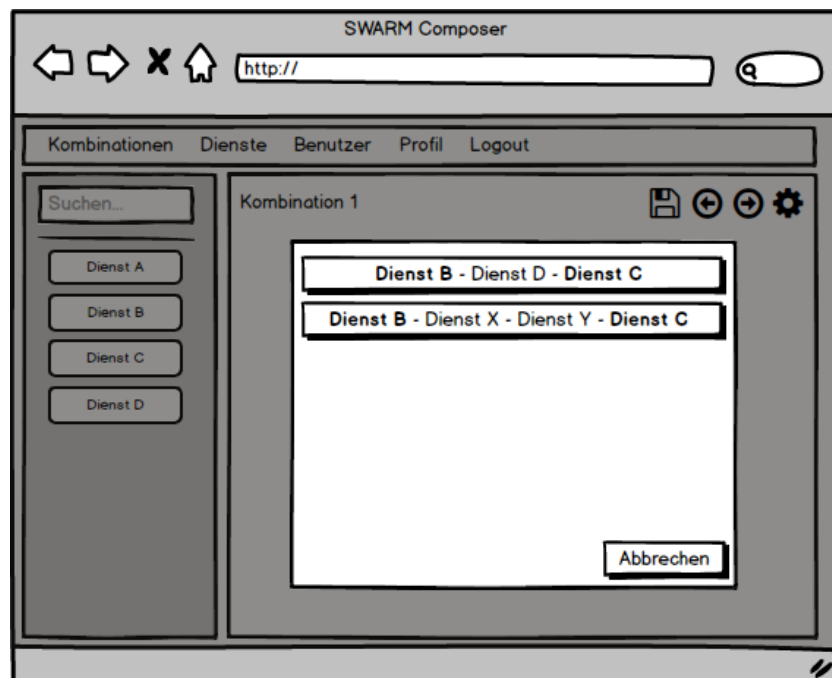 SWARM Composer
http://
Kombinationen Dienste Benutzer Profil Logout
Suchen...
Dienst A
Dienst B
Dienst C
Dienst D
Kombination 1
Dienst B - Dienst D - Dienst C
Dienst B - Dienst X - Dienst Y - Dienst C
Abbrechen